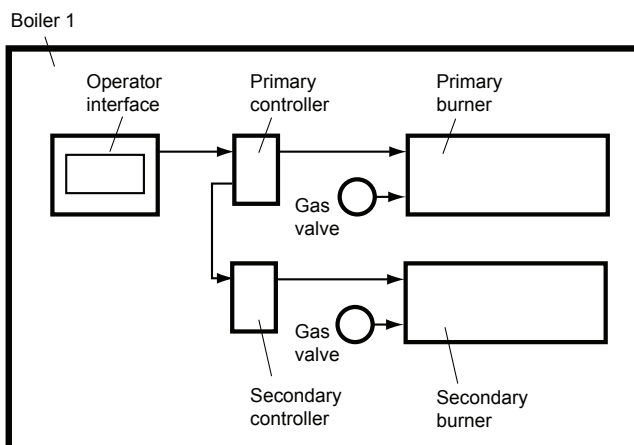 Boiler 1
Operator
interface
Primary
controller
Primary
burner
Gas
valve
Gas
valve
Secondary
controller
Secondary
burner